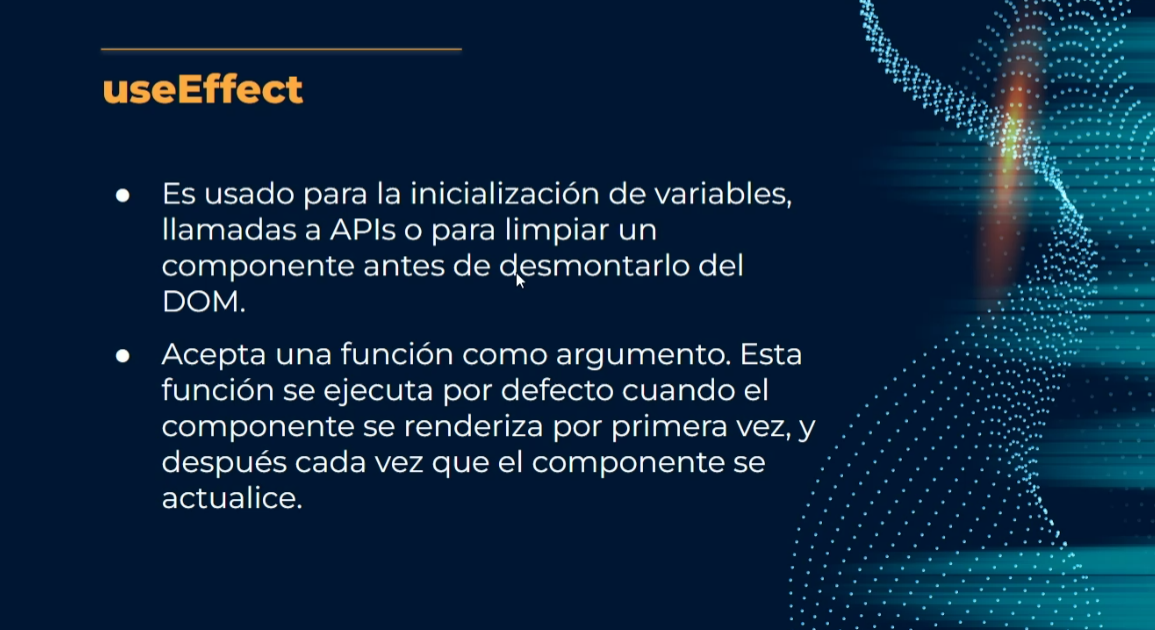 useEffect
● Es usado para la inicialización de variables,
llamadas a APIs o para limpiar un
componente antes de desmontarlo del
DOM.
● Acepta una función como argumento. Esta
función se ejecuta por defecto cuando el
componente se renderiza por primera vez, y
después cada vez que el componente se
actualice.